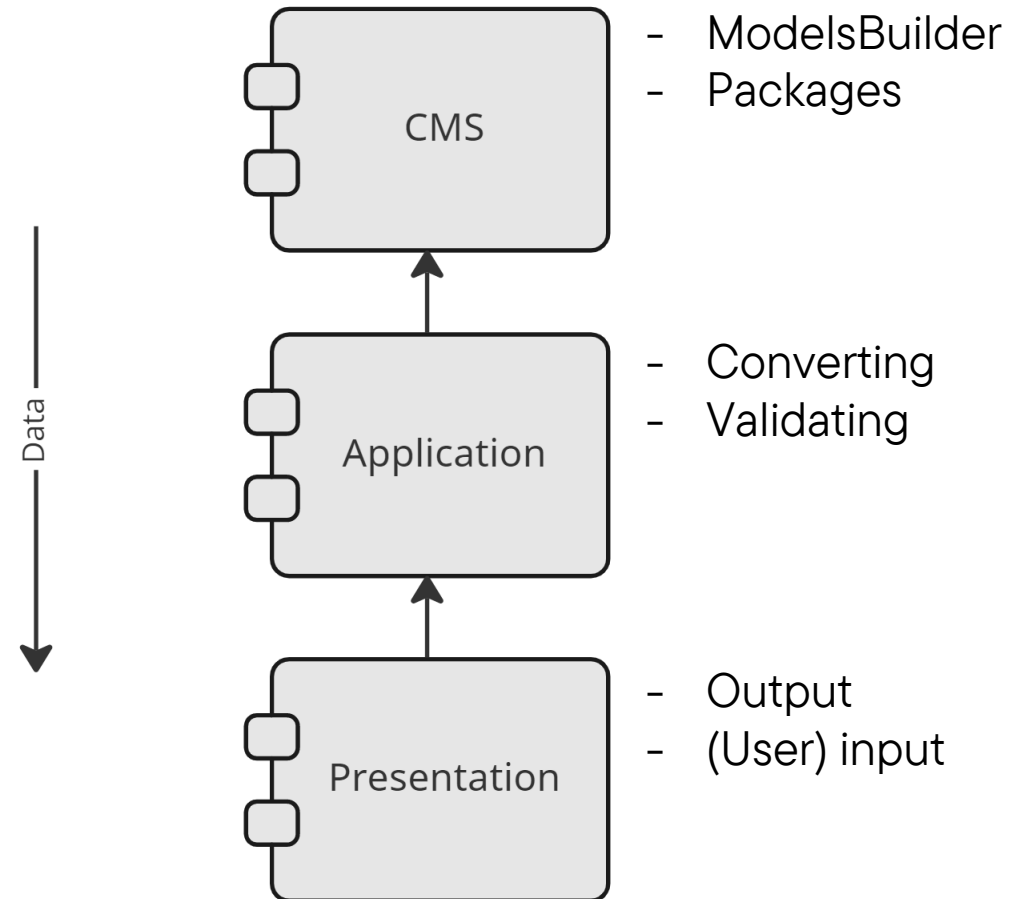 CMS
- ModelsBuilder
- Packages
Data
Application
- Converting
- Validating
Presentation
- Output
- (User) input